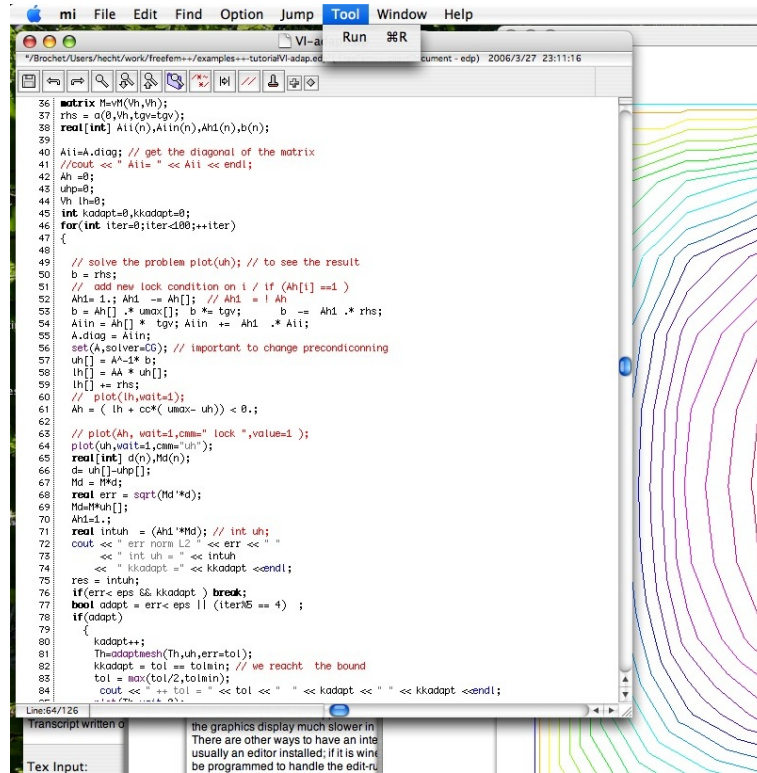 mi File Edit Find Option Jump Tool Window Help
Run ⌘R
VI-ad
"/Brochet/Users/hecht/work/freefem++/examples++-tutorial/VI-adap.ed cument - edp) 2006/3/27 23:11:16
36 matrix M=vM(Vh,Vh);
37 rhs = a(0,Vh,tgv=tgv);
38 real[int] Aii(n),Aiin(n),Ah1(n),b(n);
39
40 Aii=A.diag; // get the diagonal of the matrix
41 //cout << " Aii= " << Aii << endl;
42 Ah =0;
43 uhp=0;
44 Vh lh=0;
45 int kadapt=0,kkadapt=0;
46 for(int iter=0;iter<100;++iter)
47 {
48
49 // solve the problem plot(uh); // to see the result
50 b = rhs;
51 // add new lock condition on i / if (Ah[i] ==1 )
52 Ah1= 1.; Ah1 -= Ah[]; // Ah1 = ! Ah
53 b = Ah[] .* umax[]; b *= tgv; b -= Ah1 .* rhs;
54 Aiin = Ah[] * tgv; Aiin += Ah1 .* Aii;
55 A.diag = Aiin;
56 set(A,solver=CG); // important to change precondiconning
57 uh[] = A^-1* b;
58 lh[] = AA * uh[];
59 lh[] += rhs;
60 // plot(lh,wait=1);
61 Ah = ( lh + cc*( umax- uh)) < 0.;
62
63 // plot(Ah, wait=1,cmm=" lock ",value=1 );
64 plot(uh,wait=1,cmm="uh");
65 real[int] d(n),Md(n);
66 d= uh[]-uhp[];
67 Md = M*d;
68 real err = sqrt(Md'*d);
69 Md=M*uh[];
70 Ah1=1.;
71 real intuh = (Ah1'*Md); // int uh;
72 cout << " err norm L2 " << err << " "
73 << " int uh = " << intuh
74 << " kkadapt =" << kkadapt <<endl;
75 res = intuh;
76 if(err< eps && kkadapt ) break;
77 bool adapt = err< eps || (iter%5 == 4) ;
78 if(adapt)
79 {
80 kadapt++;
81 Th=adaptmesh(Th,uh,err=tol);
82 kkadapt = tol == tolmin; // we reacht the bound
83 tol = max(tol/2,tolmin);
84 cout << " ++ tol = " << tol << " " << kadapt << " " << kkadapt <<endl;
Line:64/126
Transcript written o
Tex Input:
the graphics display much slower in
There are other ways to have an inte
usually an editor installed; if it is wine
be programmed to handle the edit-ru